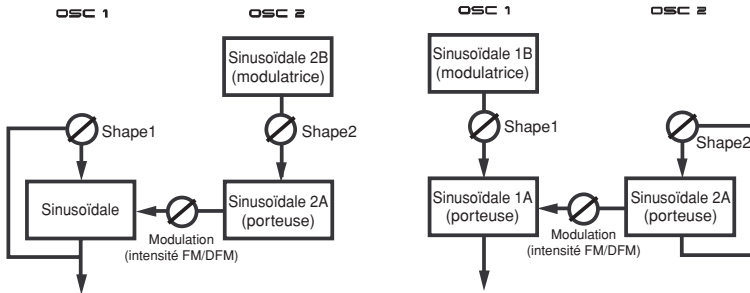 OSC 1
OSC 2
Sinusoïdale 2B
(modulatrice)
Shape1
Shape2
Sinusoïdale
Sinusoïdale 2A
(porteuse)
Modulation
(intensité FM/DFM)
OSC 1
OSC 2
Sinusoïdale 1B
(modulatrice)
Shape1
Shape2
Sinusoïdale 1A
(porteuse)
Sinusoïdale 2A
(porteuse)
Modulation
(intensité FM/DFM)